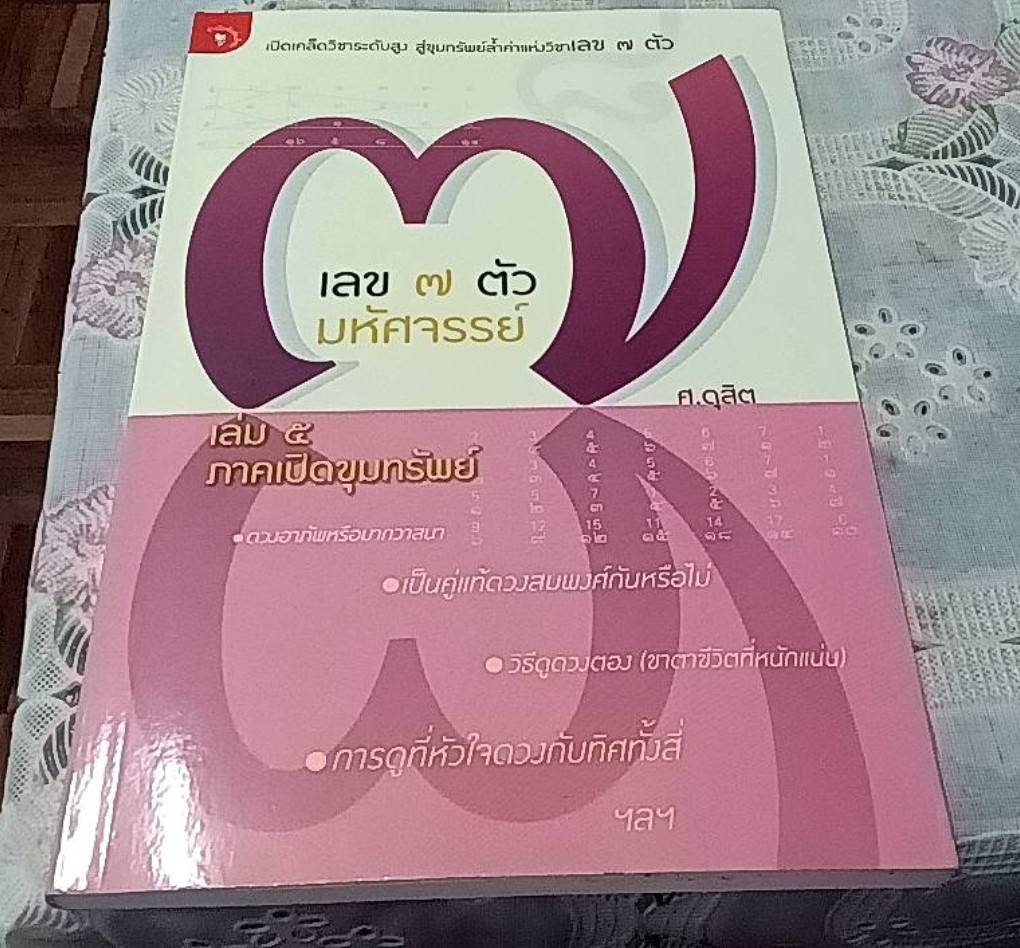 เปิดเคล็ดวิชาระดับสูง สู่ขุมทรัพย์ล้ำค่าแห่งวิชาเลข ๗ ตัว
๗
เลข ๗ ตัว
มหัศจรรย์
ศ.ดุสิต
เล่ม ๕
ภาคเปิดขุมทรัพย์
•ดวงอาภัพหรือมากวาสนา
•เป็นคู่แท้ดวงสมพงศ์กันหรือไม่
•วิธีดูดวงตอง (ชาตาชีวิตที่หนักแน่น)
•การดูที่หัวใจดวงกับทิศทั้งสี่
ฯลฯ